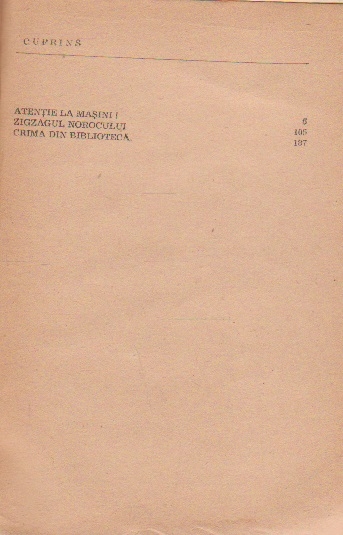 CUPRINS
ATENȚIE LA MAȘINI! 6
ZIGZAGUL NOROCULUI 105
CRIMA DIN BIBLIOTECĂ 187